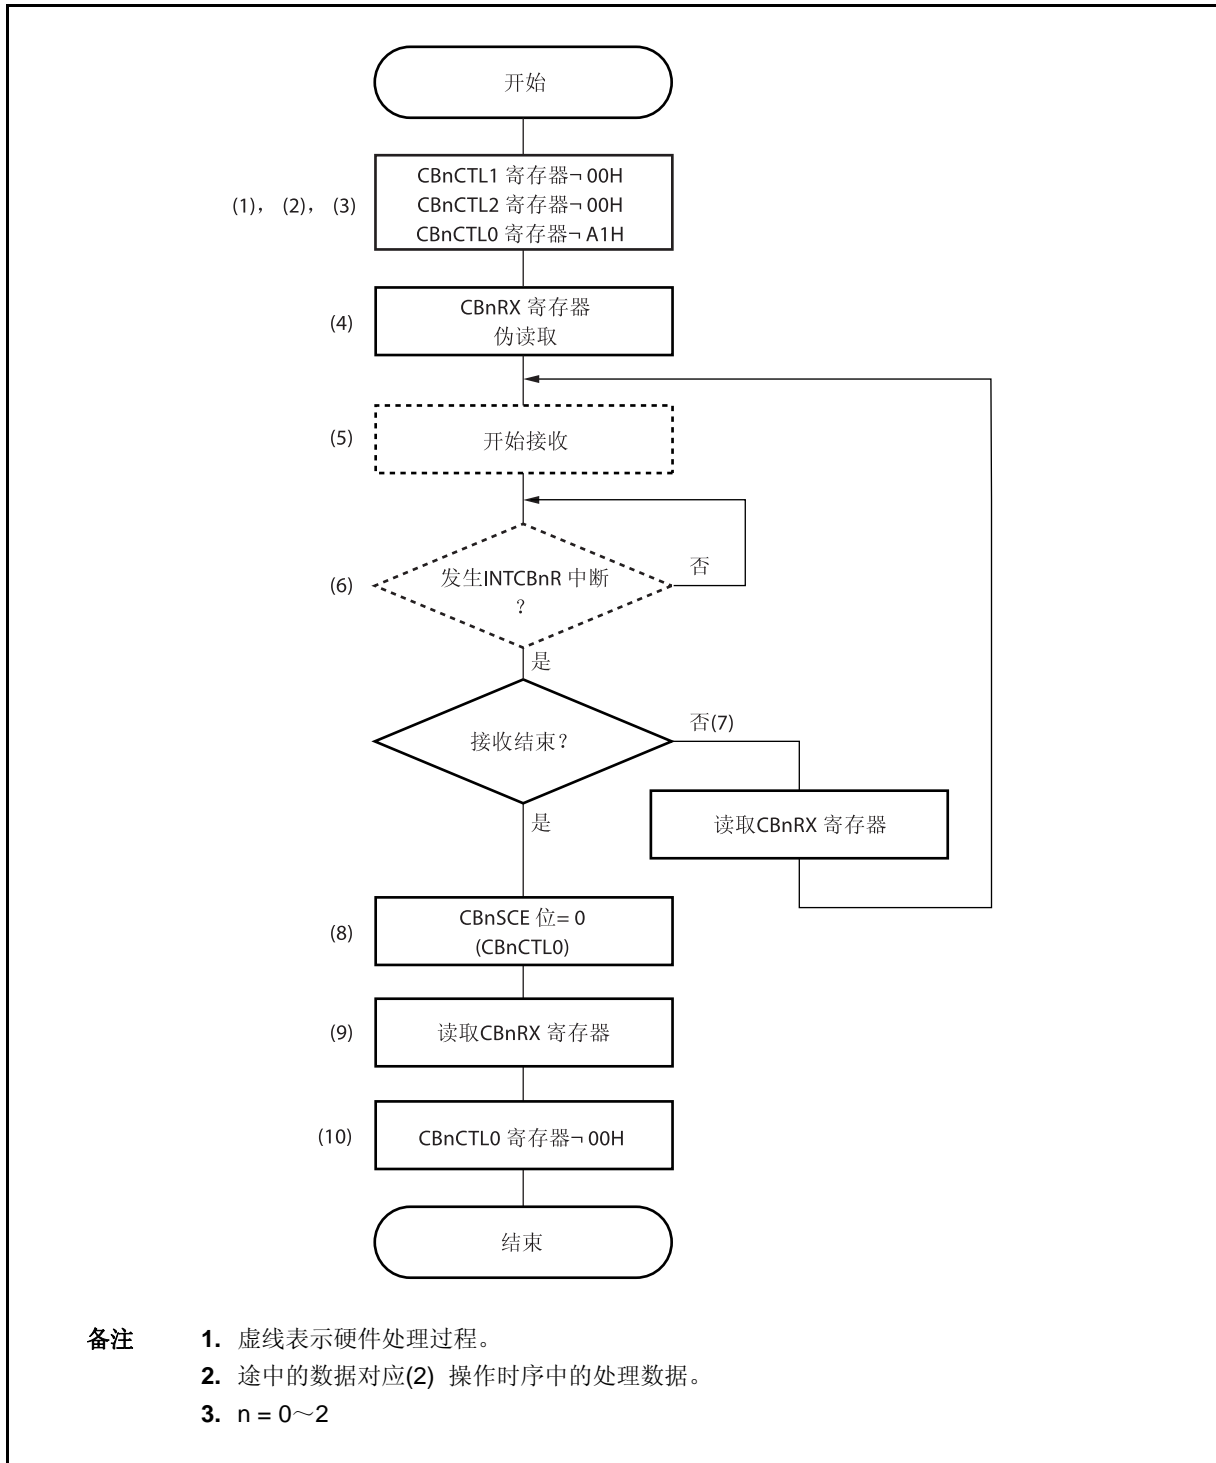 开始
CBnCTL1 寄存器¬ 00H
CBnCTL2 寄存器¬ 00H
(1)， (2)， (3)
CBnCTL0 寄存器¬ A1H
CBnRX 寄存器
(4)
伪读取
(5)
开始接收
否
发生INTCBnR 中断
(6)
？
是
否(7)
接收结束？
读取CBnRX 寄存器
是
CBnSCE 位= 0
(8)
(CBnCTL0)
(9)
读取CBnRX 寄存器
(10)
CBnCTL0 寄存器¬ 00H
结束
备注 1. 虚线表示硬件处理过程。
2. 途中的数据对应(2) 操作时序中的处理数据。
3. n = 0～2